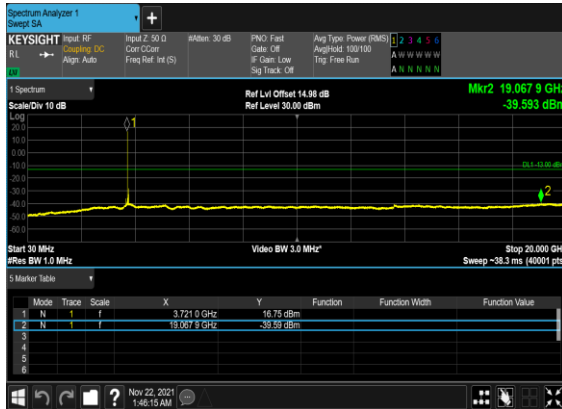 Spectrum Analyzer 1
Swept SA
+
KEYSIGHT
RL
LU
Input: RF
Coupling: DC
Align: Auto
Input Z: 50 Ω
Corr CCorr
Freq Ref: Int (S)
#Atten: 30 dB
PNO: Fast
Gate: Off
IF Gain: Low
Sig Track: Off
Avg Type: Power (RMS)
Avg|Hold: 100/100
Trig: Free Run
1 2 3 4 5 6
A W W W W W
A N N N N N
1 Spectrum
Scale/Div 10 dB
Log
Ref Lvl Offset 14.98 dB
Ref Level 30.00 dBm
Mkr2 19.067 9 GHz
-39.593 dBm
20.0
10.0
0.00
-10.0
-20.0
-30.0
-40.0
-50.0
-60.0
1
DL1 -13.00 dBm
2
Start 30 MHz
#Res BW 1.0 MHz
Video BW 3.0 MHz*
Stop 20.000 GHz
Sweep ~38.3 ms (40001 pts)
5 Marker Table
Mode Trace Scale X Y Function Function Width Function Value
1 N 1 f 3.721 0 GHz 16.75 dBm
2 N 1 f 19.067 9 GHz -39.59 dBm
3
4
5
6
?
Nov 22, 2021
1:46:15 AM